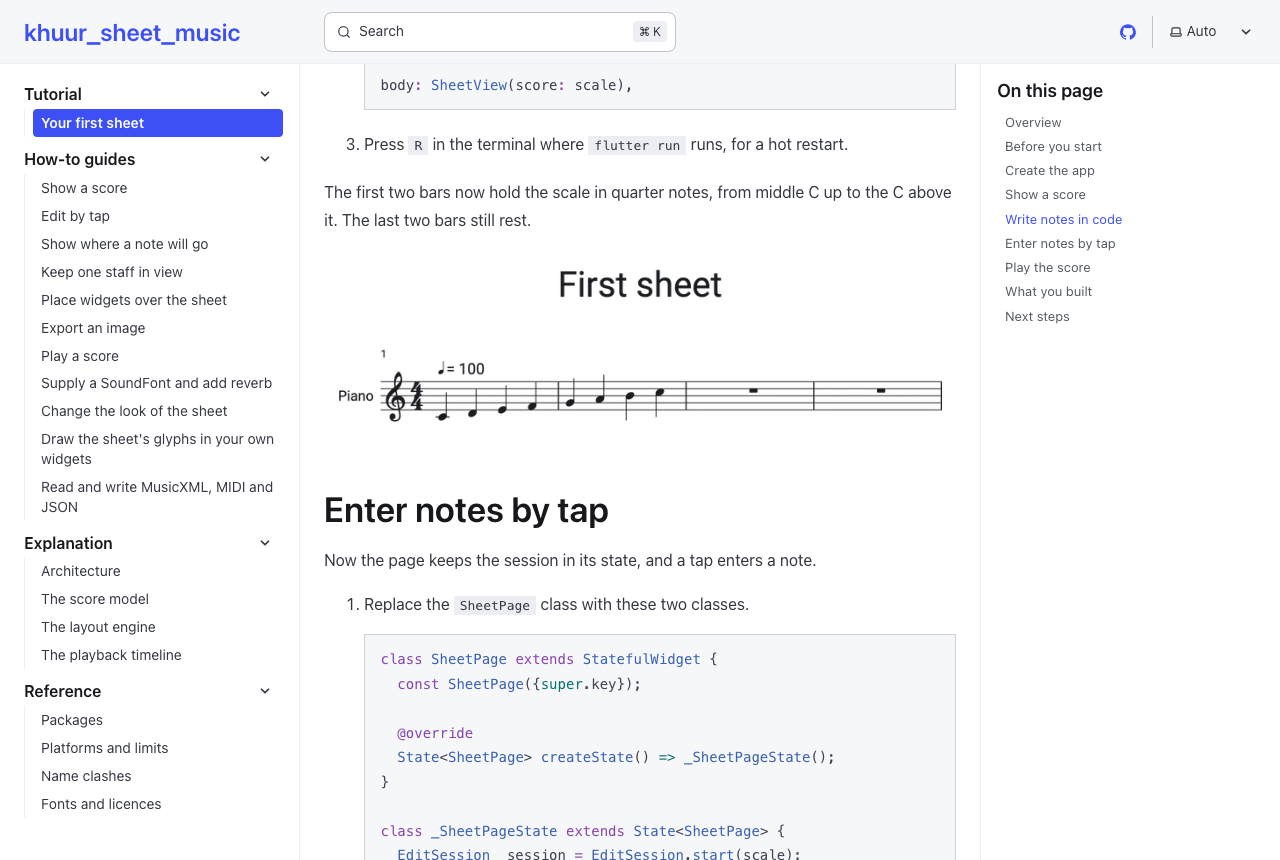 khuur_sheet_music
Search
⌘ K
Auto
Tutorial
Your first sheet
How-to guides
Show a score
Edit by tap
Show where a note will go
Keep one staff in view
Place widgets over the sheet
Export an image
Play a score
Supply a SoundFont and add reverb
Change the look of the sheet
Draw the sheet's glyphs in your own
widgets
Read and write MusicXML, MIDI and
JSON
Explanation
Architecture
The score model
The layout engine
The playback timeline
Reference
Packages
Platforms and limits
Name clashes
Fonts and licences
body: SheetView(score: scale),
3. Press R in the terminal where flutter run runs, for a hot restart.
The first two bars now hold the scale in quarter notes, from middle C up to the C above
it. The last two bars still rest.
First sheet
1
= 100
Piano
4
4
Enter notes by tap
Now the page keeps the session in its state, and a tap enters a note.
1. Replace the SheetPage class with these two classes.
class SheetPage extends StatefulWidget {
const SheetPage({super.key});
@override
State<SheetPage> createState() => _SheetPageState();
}
class _SheetPageState extends State<SheetPage> {
EditSession _session = EditSession.start(scale);
On this page
Overview
Before you start
Create the app
Show a score
Write notes in code
Enter notes by tap
Play the score
What you built
Next steps